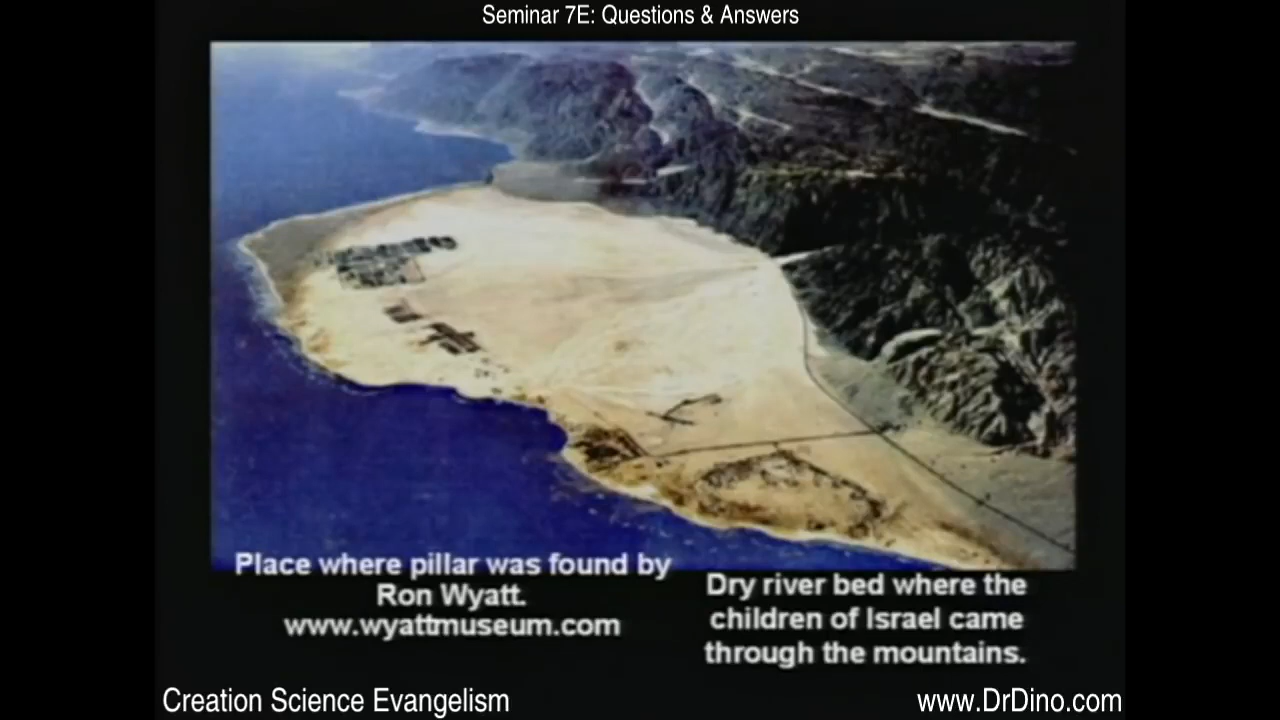 Seminar 7E: Questions & Answers
Place where pillar was found by
Ron Wyatt.
www.wyattmuseum.com
Dry river bed where the
children of Israel came
through the mountains.
Creation Science Evangelism
www.DrDino.com